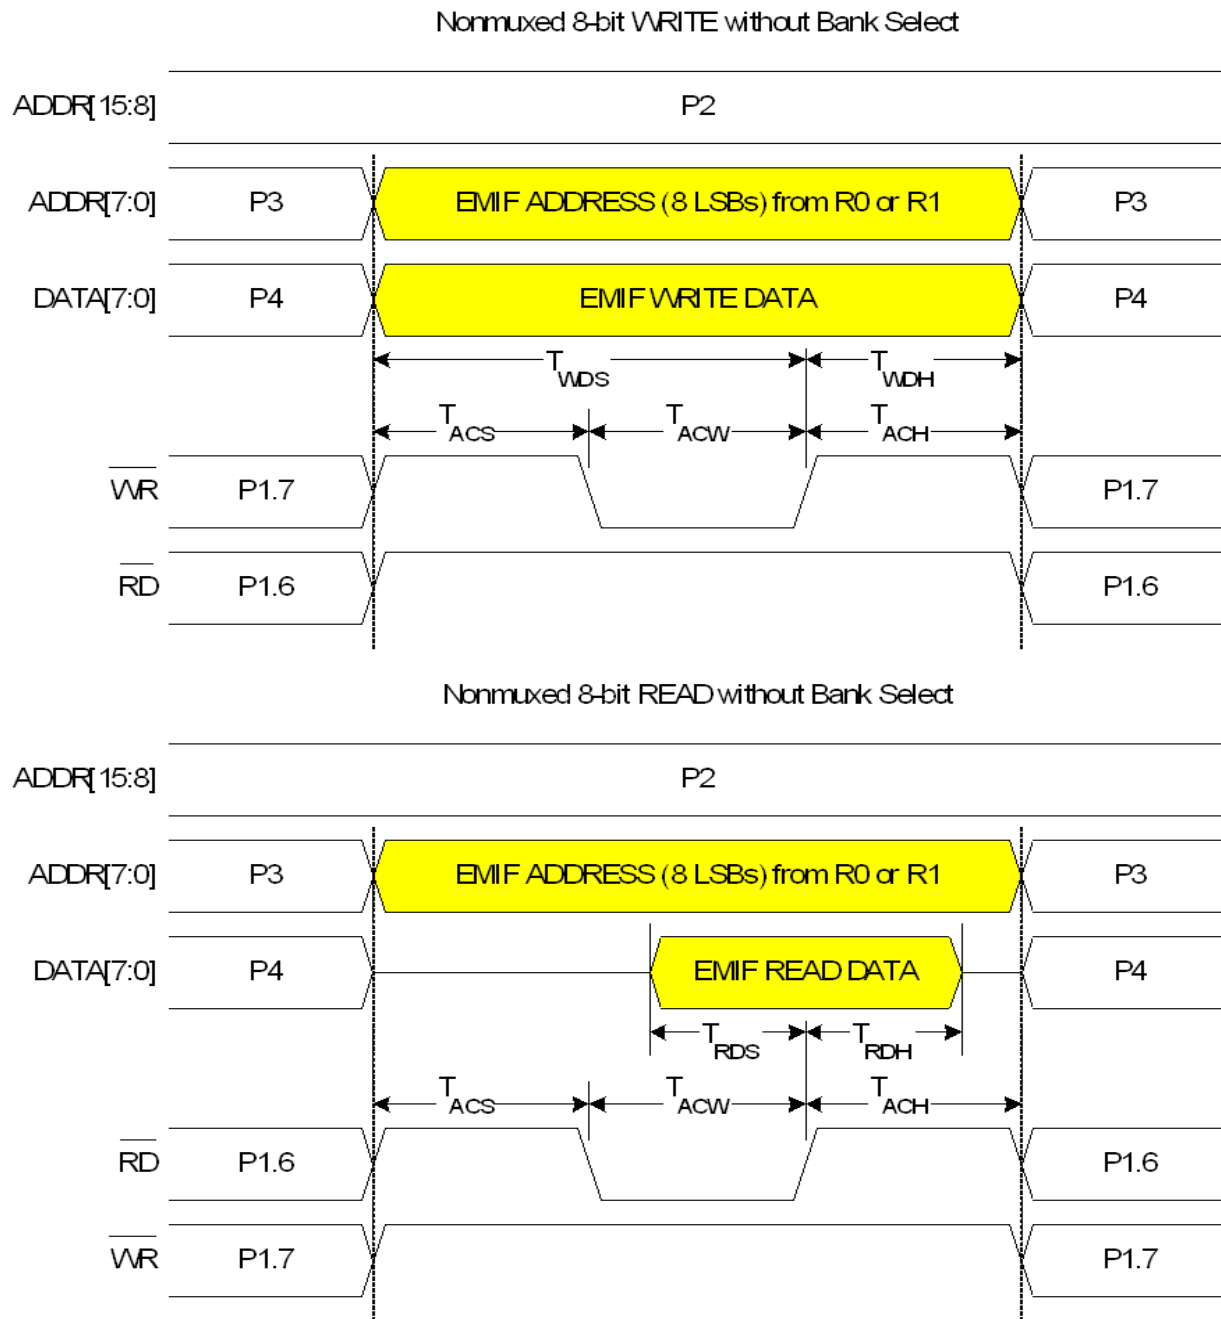 Nonmuxed 8-bit WRITE without Bank Select
ADDR[15:8] P2
ADDR[7:0] P3 EMIF ADDRESS (8 LSBs) from R0 or R1 P3
DATA[7:0] P4 EMIF WRITE DATA P4
TWDS TWDH
TACS TACW TACH
WR P1.7 P1.7
RD P1.6 P1.6
Nonmuxed 8-bit READ without Bank Select
ADDR[15:8] P2
ADDR[7:0] P3 EMIF ADDRESS (8 LSBs) from R0 or R1 P3
DATA[7:0] P4 EMIF READ DATA P4
TRDS TRDH
TACS TACW TACH
RD P1.6 P1.6
WR P1.7 P1.7